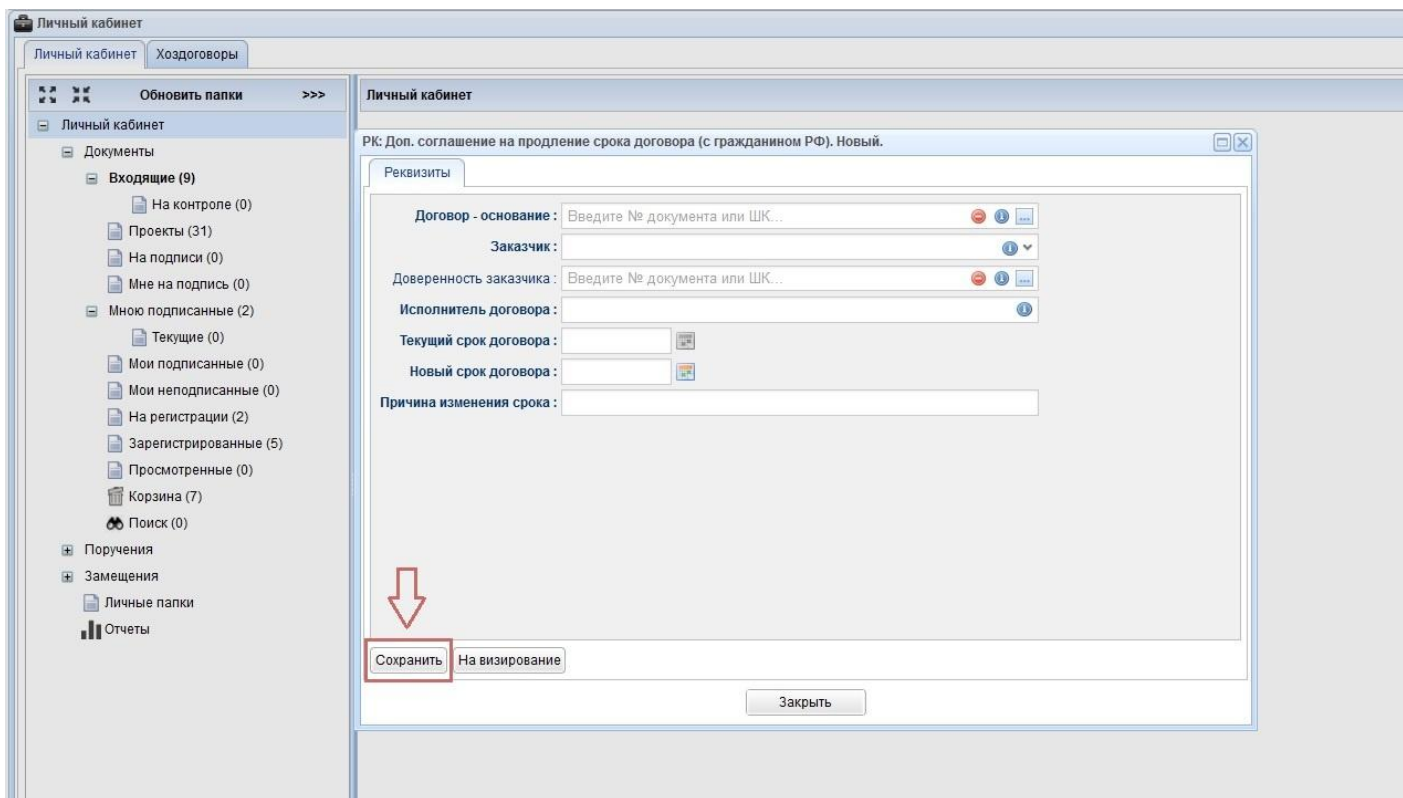 Личный кабинет
Личный кабинет
Хоздоговоры
Обновить папки >>>
Личный кабинет
Документы
Входящие (9)
На контроле (0)
Проекты (31)
На подписи (0)
Мне на подпись (0)
Мною подписанные (2)
Текущие (0)
Мои подписанные (0)
Мои неподписанные (0)
На регистрации (2)
Зарегистрированные (5)
Просмотренные (0)
Корзина (7)
Поиск (0)
Поручения
Замещения
Личные папки
Отчеты
Личный кабинет
РК: Доп. соглашение на продление срока договора (с гражданином РФ). Новый.
Реквизиты
Договор - основание : Введите № документа или ШК...
Заказчик :
Доверенность заказчика : Введите № документа или ШК...
Исполнитель договора :
Текущий срок договора :
Новый срок договора :
Причина изменения срока :
Сохранить На визирование
Закрыть